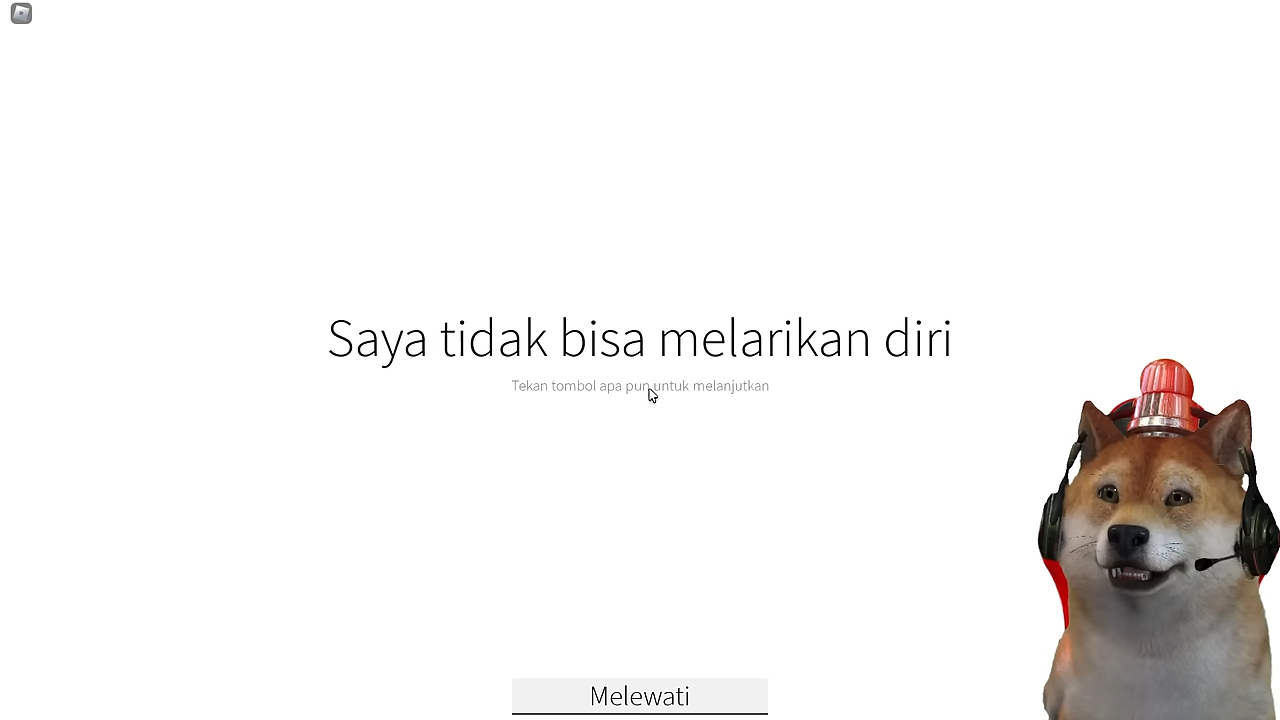 Saya tidak bisa melarikan diri
Tekan tombol apa pun untuk melanjutkan
Melewati